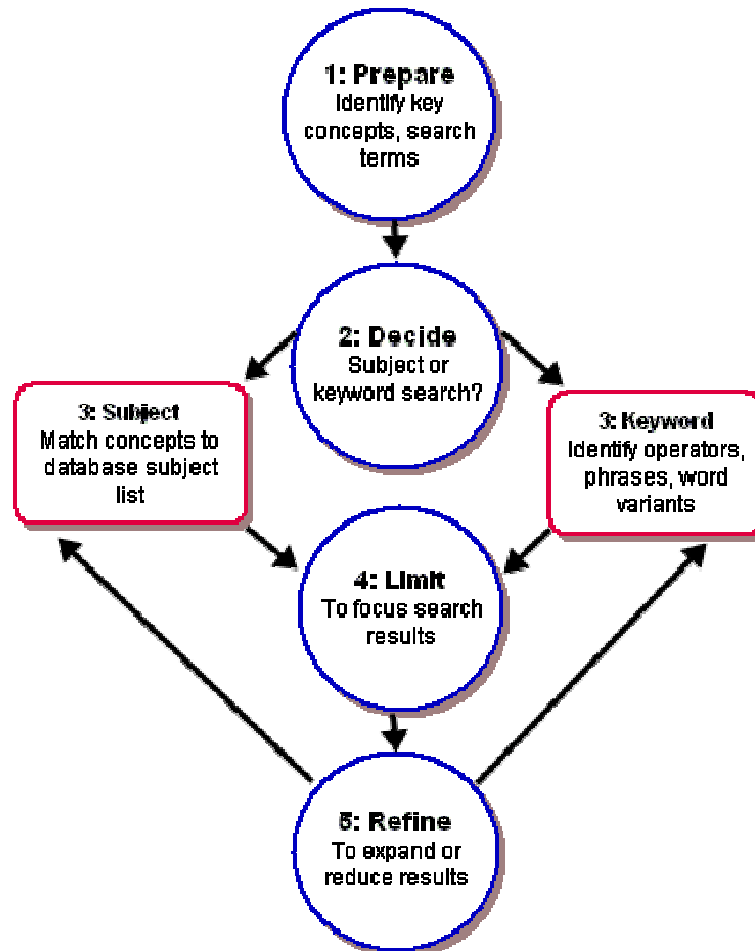 1: Prepare
Identify key
concepts, search
terms
2: Decide
Subject or
keyword search?
3: Subject
Match concepts to
database subject
list
3: Keyword
Identify operators,
phrases, word
variants
4: Limit
To focus search
results
5: Refine
To expand or
reduce results